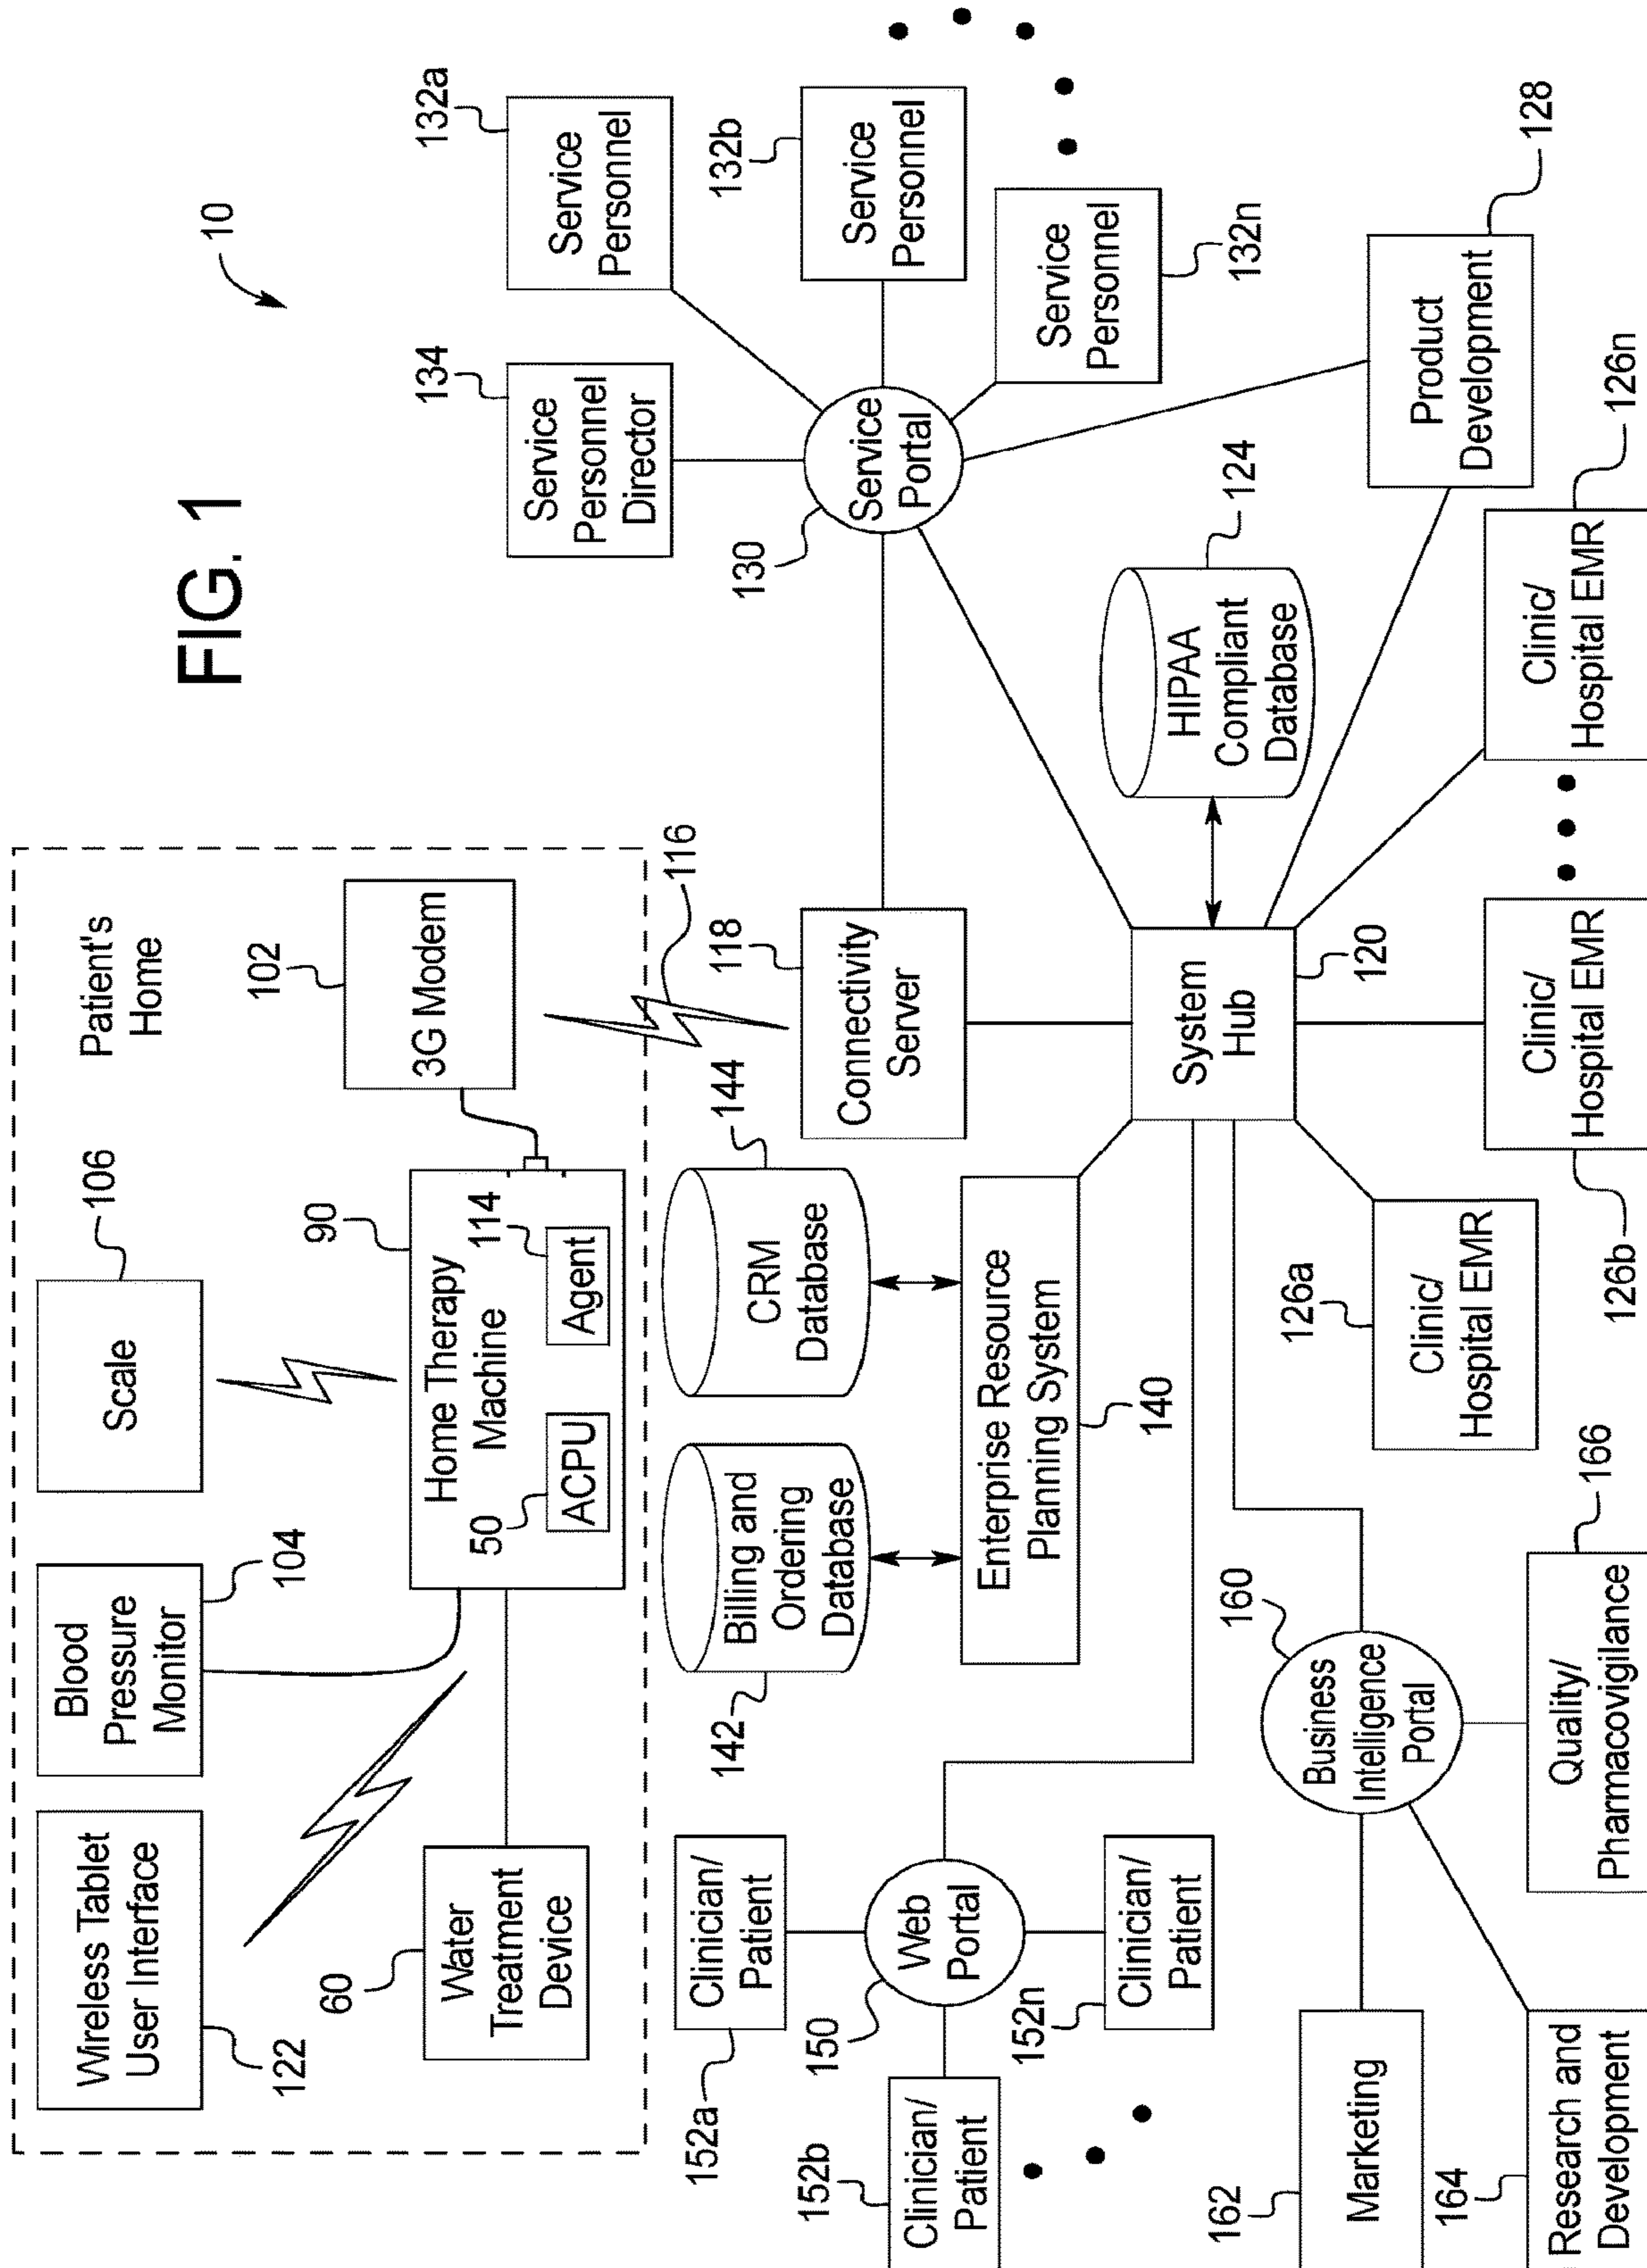 FIG. 1
10
Patient's
Home
Wireless Tablet
User Interface
122
Blood
Pressure
Monitor
104
Scale
106
3G Modem
102
Water
Treatment
Device
60
Home Therapy
Machine
90
50
ACPU
114
Agent
116
Connectivity
Server
118
Service
Personnel
Director
134
Service
Personnel
132a
Service
Personnel
132b
Service
Personnel
132n
Service
Portal
130
Product
Development
128
HIPAA
Compliant
Database
124
System
Hub
120
Billing and
Ordering
Database
142
CRM
Database
144
Enterprise Resource
Planning System
140
Clinician/
Patient
152a
Clinician/
Patient
152b
Clinician/
Patient
152n
Web
Portal
150
Business
Intelligence
Portal
160
Marketing
162
Research and
Development
164
Quality/
Pharmacovigilance
166
Clinic/
Hospital EMR
126a
Clinic/
Hospital EMR
126b
Clinic/
Hospital EMR
126n